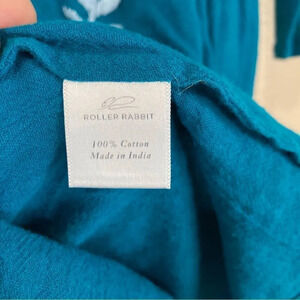 ROLLER RABBIT
100% Cotton
Made in India